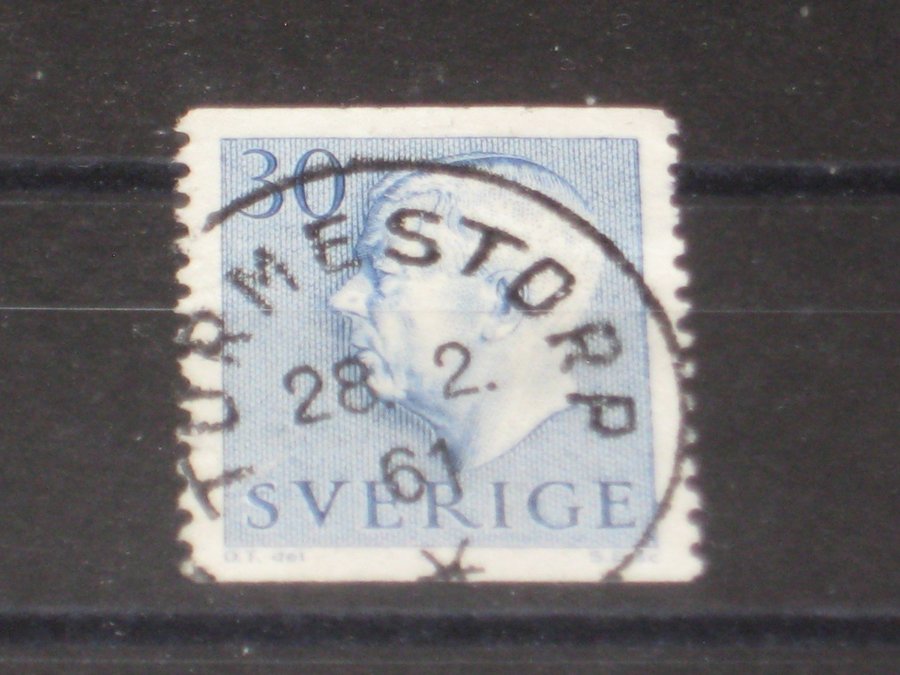 30
TURMESTORP
28. 2.
61
SVERIGE